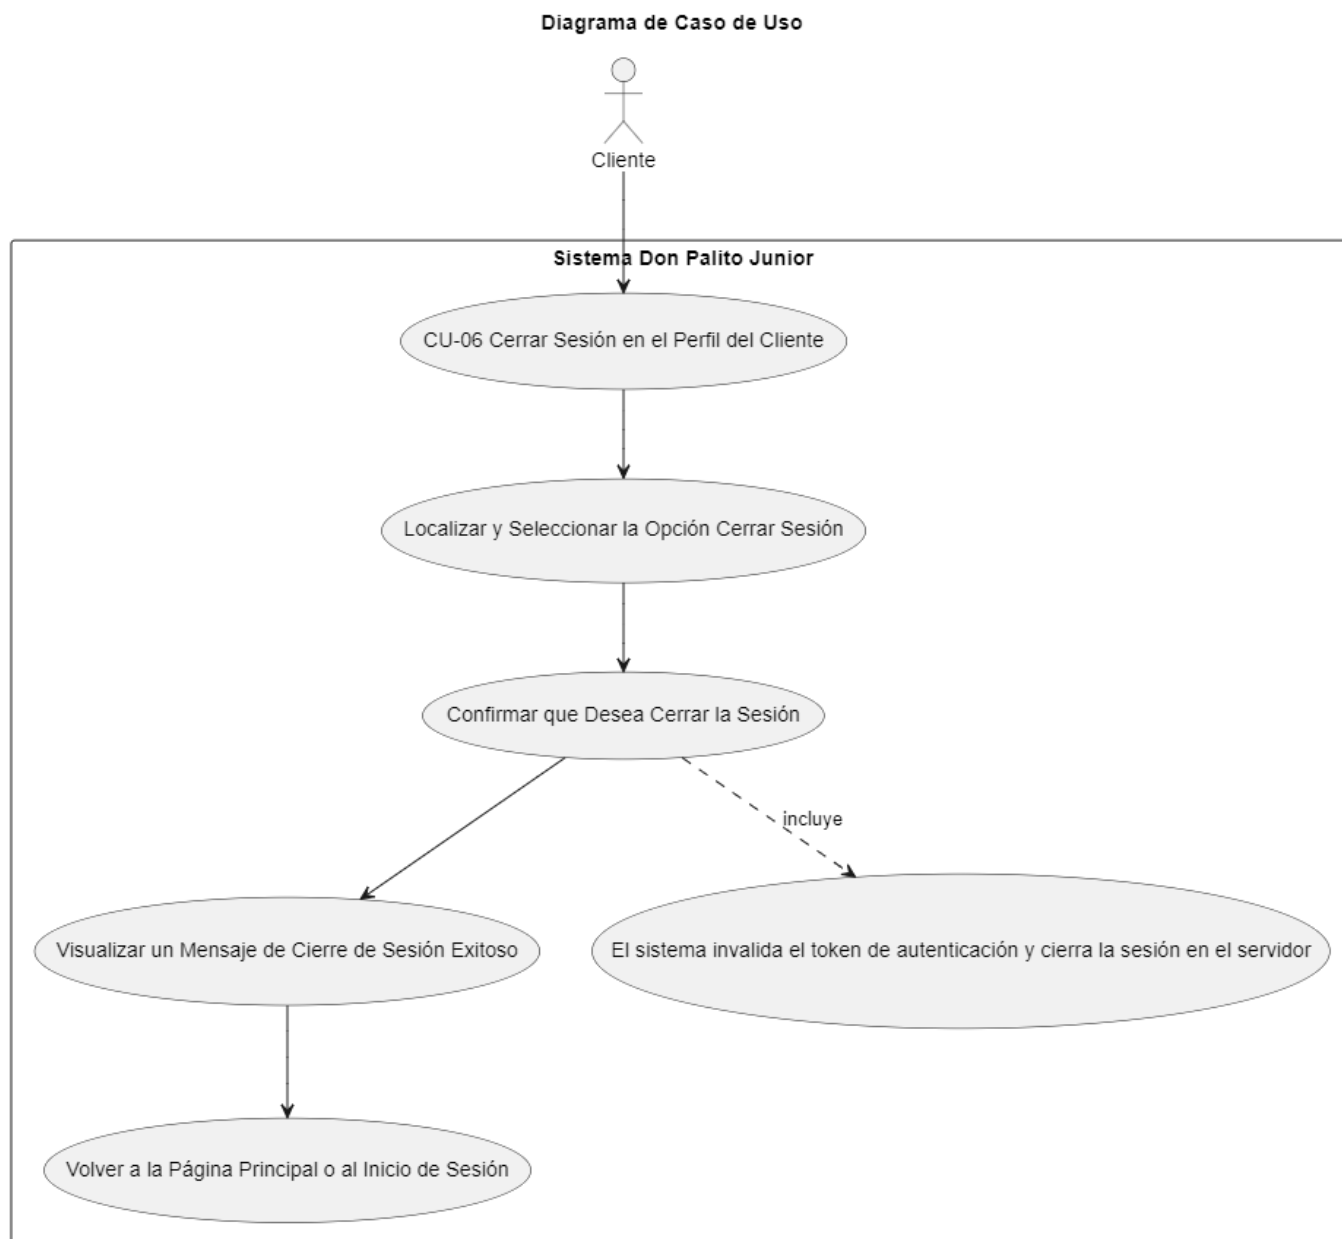 Diagrama de Caso de Uso
Cliente
Sistema Don Palito Junior
CU-06 Cerrar Sesión en el Perfil del Cliente
Localizar y Seleccionar la Opción Cerrar Sesión
Confirmar que Desea Cerrar la Sesión
incluye
Visualizar un Mensaje de Cierre de Sesión Exitoso
El sistema invalida el token de autenticación y cierra la sesión en el servidor
Volver a la Página Principal o al Inicio de Sesión